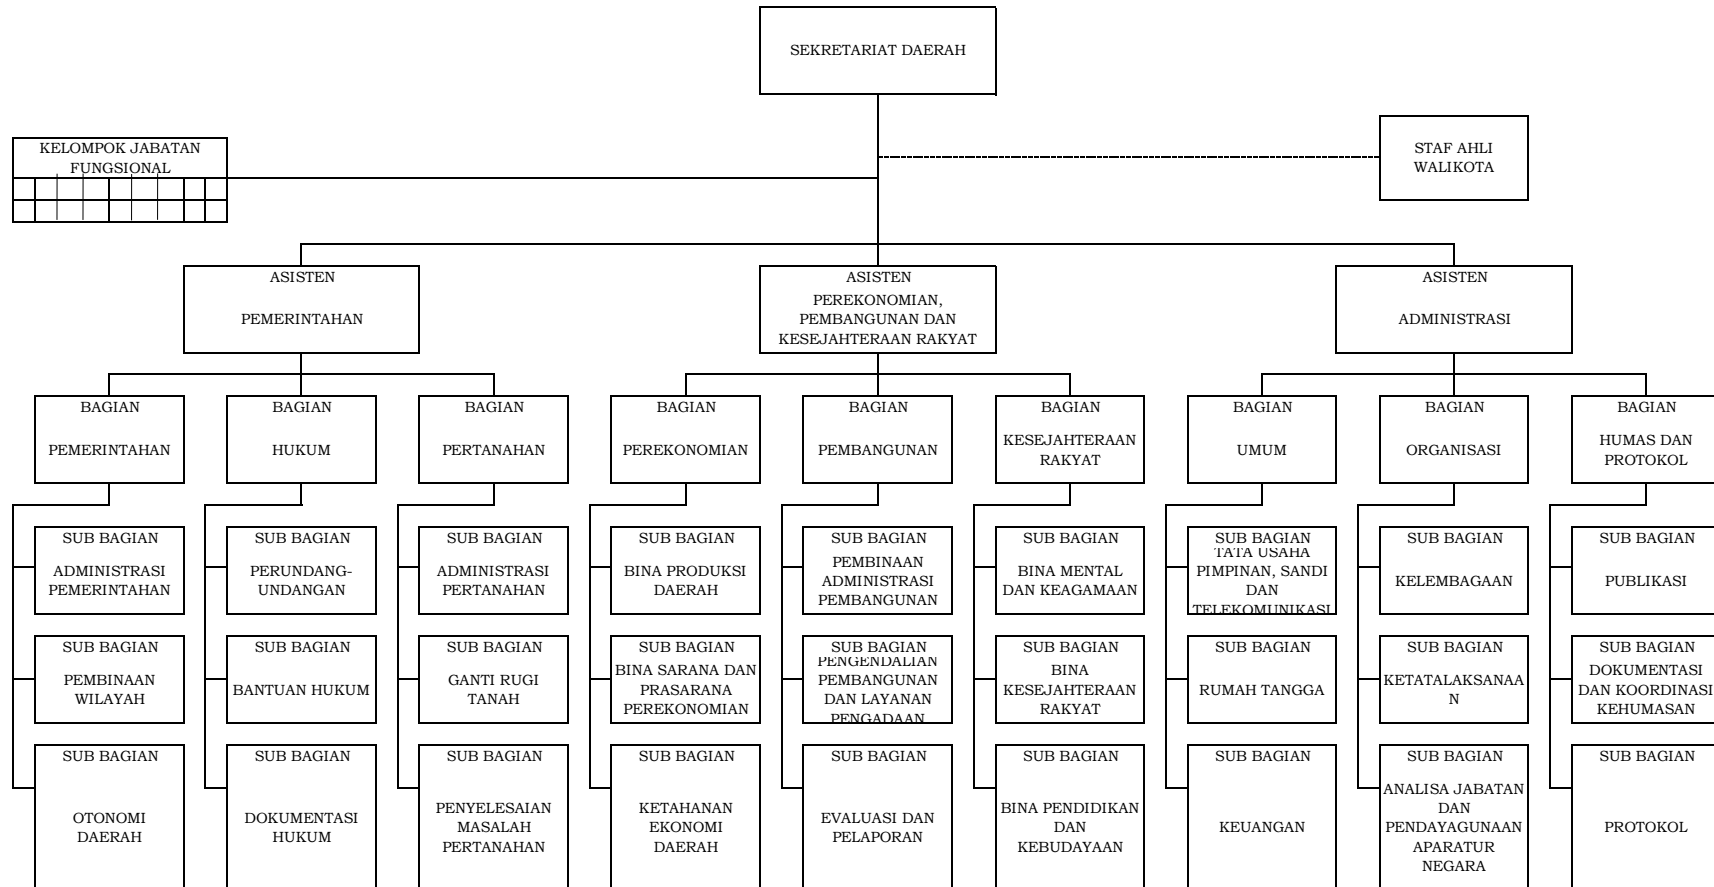 SEKRETARIAT DAERAH
KELOMPOK JABATAN
FUNGSIONAL
STAF AHLI
WALIKOTA
ASISTEN
PEMERINTAHAN
ASISTEN
PEREKONOMIAN,
PEMBANGUNAN DAN
KESEJAHTERAAN RAKYAT
ASISTEN
ADMINISTRASI
BAGIAN
PEMERINTAHAN
BAGIAN
HUKUM
BAGIAN
PERTANAHAN
BAGIAN
PEREKONOMIAN
BAGIAN
PEMBANGUNAN
BAGIAN
KESEJAHTERAAN
RAKYAT
BAGIAN
UMUM
BAGIAN
ORGANISASI
BAGIAN
HUMAS DAN
PROTOKOL
SUB BAGIAN
ADMINISTRASI
PEMERINTAHAN
SUB BAGIAN
PERUNDANG-
UNDANGAN
SUB BAGIAN
ADMINISTRASI
PERTANAHAN
SUB BAGIAN
BINA PRODUKSI
DAERAH
SUB BAGIAN
PEMBINAAN
ADMINISTRASI
PEMBANGUNAN
SUB BAGIAN
BINA MENTAL
DAN KEAGAMAAN
SUB BAGIAN
TATA USAHA
PIMPINAN, SANDI
DAN
TELEKOMUNIKASI
SUB BAGIAN
KELEMBAGAAN
SUB BAGIAN
PUBLIKASI
SUB BAGIAN
PEMBINAAN
WILAYAH
SUB BAGIAN
BANTUAN HUKUM
SUB BAGIAN
GANTI RUGI
TANAH
SUB BAGIAN
BINA SARANA DAN
PRASARANA
PEREKONOMIAN
SUB BAGIAN
PENGENDALIAN
PEMBANGUNAN
DAN LAYANAN
PENGADAAN
SUB BAGIAN
BINA
KESEJAHTERAAN
RAKYAT
SUB BAGIAN
RUMAH TANGGA
SUB BAGIAN
KETATALAKSANAA
N
SUB BAGIAN
DOKUMENTASI
DAN KOORDINASI
KEHUMASAN
SUB BAGIAN
OTONOMI
DAERAH
SUB BAGIAN
DOKUMENTASI
HUKUM
SUB BAGIAN
PENYELESAIAN
MASALAH
PERTANAHAN
SUB BAGIAN
KETAHANAN
EKONOMI
DAERAH
SUB BAGIAN
EVALUASI DAN
PELAPORAN
SUB BAGIAN
BINA PENDIDIKAN
DAN
KEBUDAYAAN
SUB BAGIAN
KEUANGAN
SUB BAGIAN
ANALISA JABATAN
DAN
PENDAYAGUNAAN
APARATUR
NEGARA
SUB BAGIAN
PROTOKOL